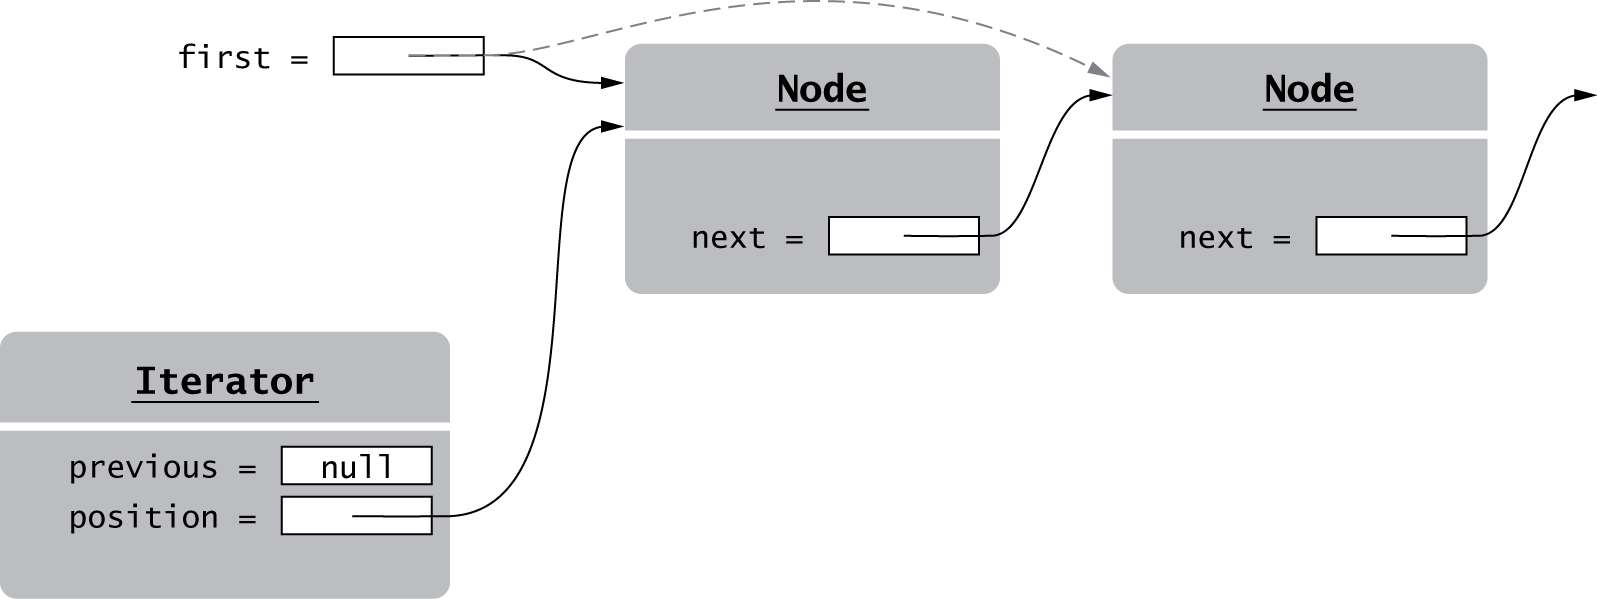 first =
Node
Node
next =
next =
Iterator
previous = null
position =